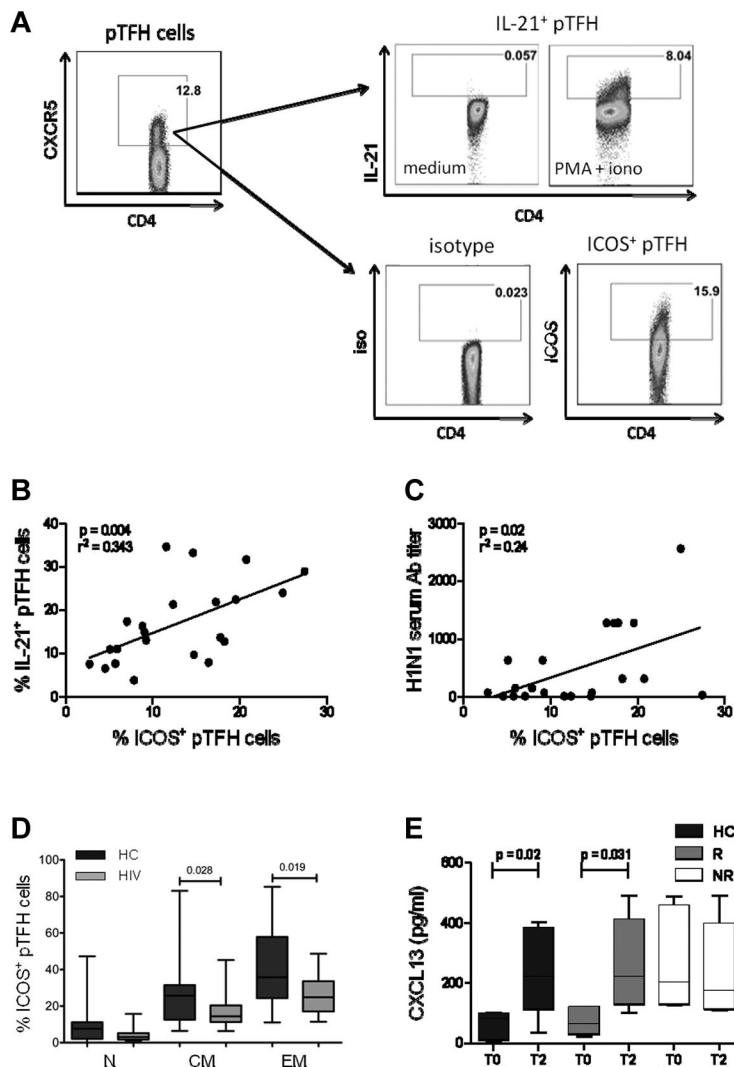 A
pTFH cells
12.8
CXCR5
CD4
IL-21⁺ pTFH
0.057
8.04
IL-21
medium
PMA + iono
CD4
isotype
ICOS⁺ pTFH
0.023
15.9
iso
iCOS
CD4
CD4
B
p = 0.004
r² = 0.343
% IL-21⁺ pTFH cells
40
30
20
10
0
0
10
20
30
% ICOS⁺ pTFH cells
C
p = 0.02
r² = 0.24
H1N1 serum Ab titer
3000
2000
1000
0
0
10
20
30
% ICOS⁺ pTFH cells
D
HC
HIV
% ICOS⁺ pTFH cells
100
80
60
40
20
0
0.028
0.019
N
CM
EM
E
HC
R
NR
p = 0.02
p = 0.031
CXCL13 (pg/ml)
600
400
200
0
T0
T2
T0
T2
T0
T2